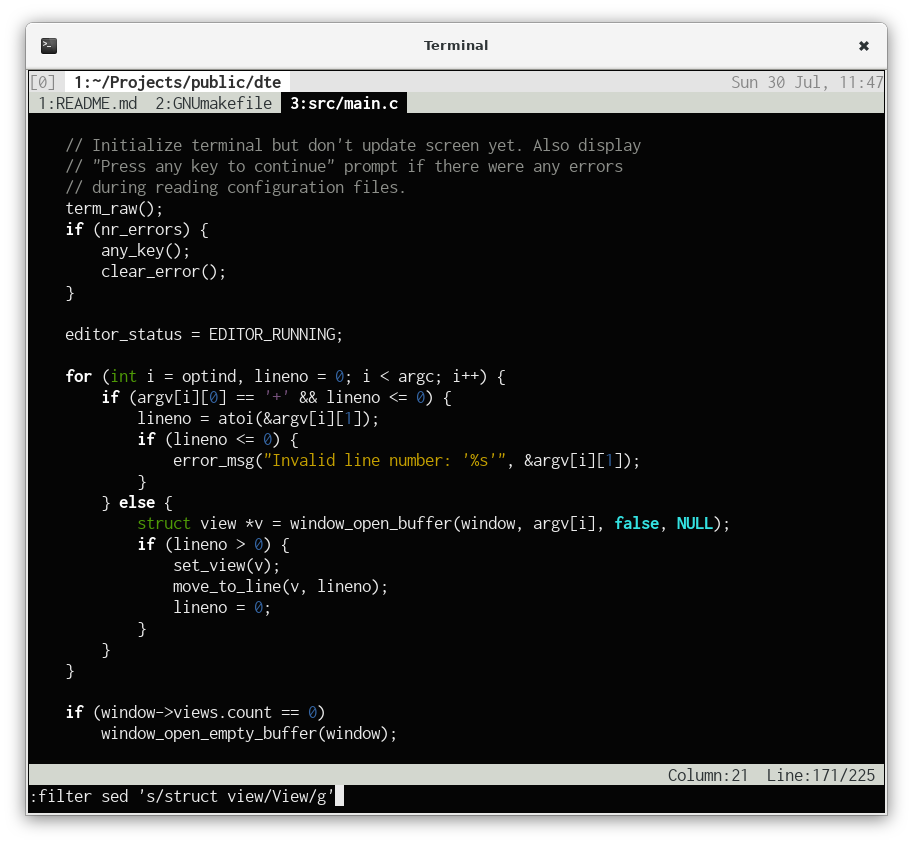 Terminal
[0] 1:~/Projects/public/dte Sun 30 Jul, 11:47
1:README.md 2:GNUmakefile 3:src/main.c
// Initialize terminal but don't update screen yet. Also display
// "Press any key to continue" prompt if there were any errors
// during reading configuration files.
term_raw();
if (nr_errors) {
    any_key();
    clear_error();
}
editor_status = EDITOR_RUNNING;
for (int i = optind, lineno = 0; i < argc; i++) {
    if (argv[i][0] == '+' && lineno <= 0) {
        lineno = atoi(&argv[i][1]);
        if (lineno <= 0) {
            error_msg("Invalid line number: '%s'", &argv[i][1]);
        }
    } else {
        struct view *v = window_open_buffer(window, argv[i], false, NULL);
        if (lineno > 0) {
            set_view(v);
            move_to_line(v, lineno);
            lineno = 0;
        }
    }
}
if (window->views.count == 0)
    window_open_empty_buffer(window);
Column:21 Line:171/225
:filter sed 's/struct view/View/g'